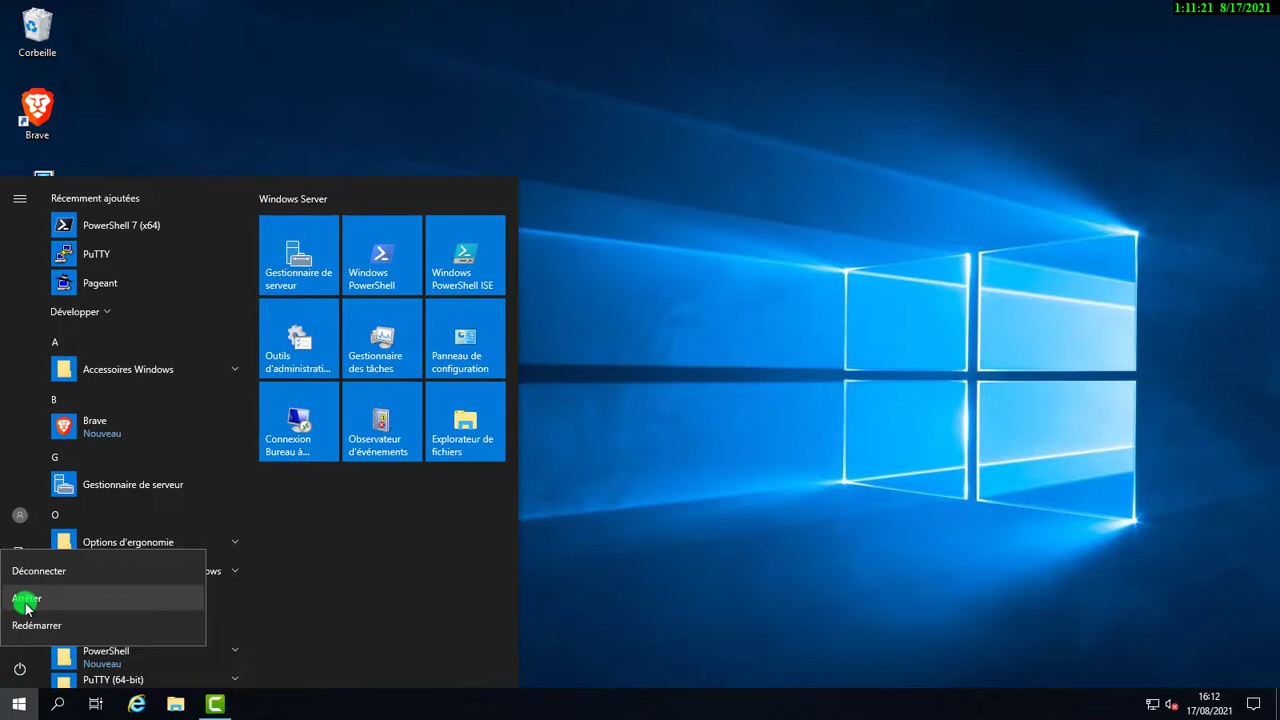 1:11:21 8/17/2021
Corbeille
Brave
Récemment ajoutées
PowerShell 7 (x64)
PuTTY
Pageant
Développer
A
Accessoires Windows
B
Brave
Nouveau
G
Gestionnaire de serveur
O
Options d'ergonomie
ows
Déconnecter
Arrêter
Redémarrer
PowerShell
Nouveau
PuTTY (64-bit)
Windows Server
Gestionnaire de
serveur
Windows
PowerShell
Windows
PowerShell ISE
Outils
d'administrati...
Gestionnaire
des tâches
Panneau de
configuration
Connexion
Bureau à...
Observateur
d'événements
Explorateur de
fichiers
16:12
17/08/2021